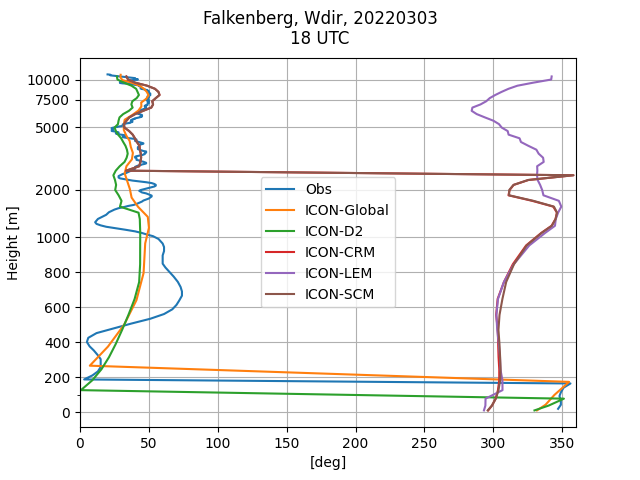 Falkenberg, Wdir, 20220303
18 UTC
Height [m]
10000
7500
5000
2000
1000
800
600
400
200
0
Obs
ICON-Global
ICON-D2
ICON-CRM
ICON-LEM
ICON-SCM
0 50 100 150 200 250 300 350
[deg]